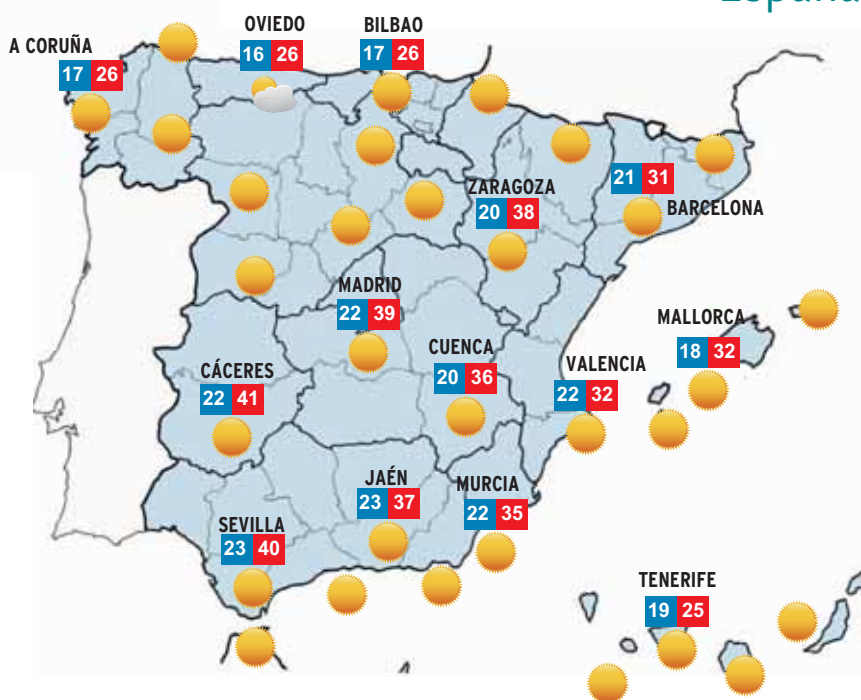 España
A CORUÑA
17 26
OVIEDO
16 26
BILBAO
17 26
ZARAGOZA
20 38
21 31
BARCELONA
MADRID
22 39
MALLORCA
18 32
CUENCA
20 36
VALENCIA
22 32
CÁCERES
22 41
JAÉN
23 37
MURCIA
22 35
SEVILLA
23 40
TENERIFE
19 25